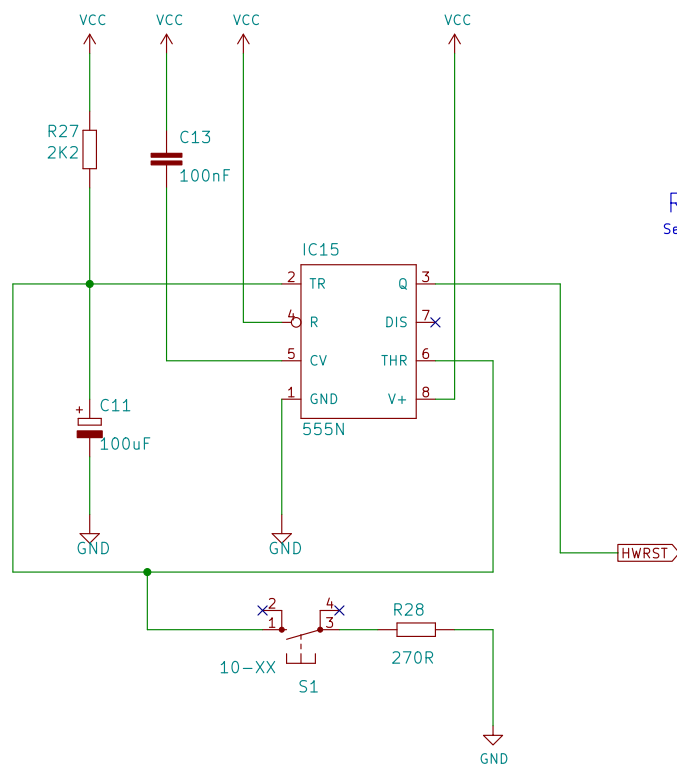 VCC VCC VCC VCC
R27
2K2
C13
100nF
R
Se
IC15
2 TR Q 3
4 R DIS 7
5 CV THR 6
1 GND V+ 8
555N
+ C11
100uF
GND GND
HWRST
2 4
1 3
R28
10-XX 270R
S1
GND